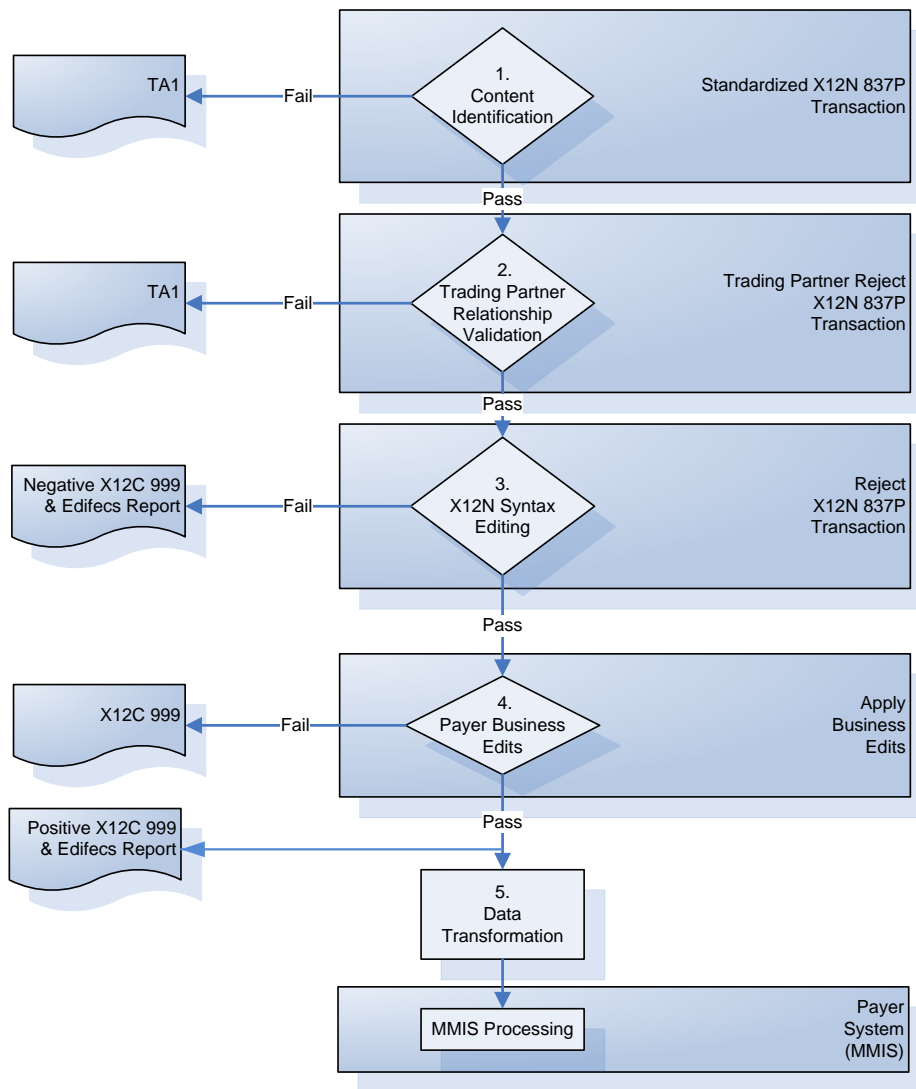 TA1
Fail
1.
Content
Identification
Standardized X12N 837P
Transaction
Pass
TA1
Fail
2.
Trading Partner
Relationship
Validation
Trading Partner Reject
X12N 837P
Transaction
Pass
Negative X12C 999
& Edifecs Report
Fail
3.
X12N Syntax
Editing
Reject
X12N 837P
Transaction
Pass
X12C 999
Fail
4.
Payer Business
Edits
Apply
Business
Edits
Pass
Positive X12C 999
& Edifecs Report
5.
Data
Transformation
MMIS Processing
Payer
System
(MMIS)